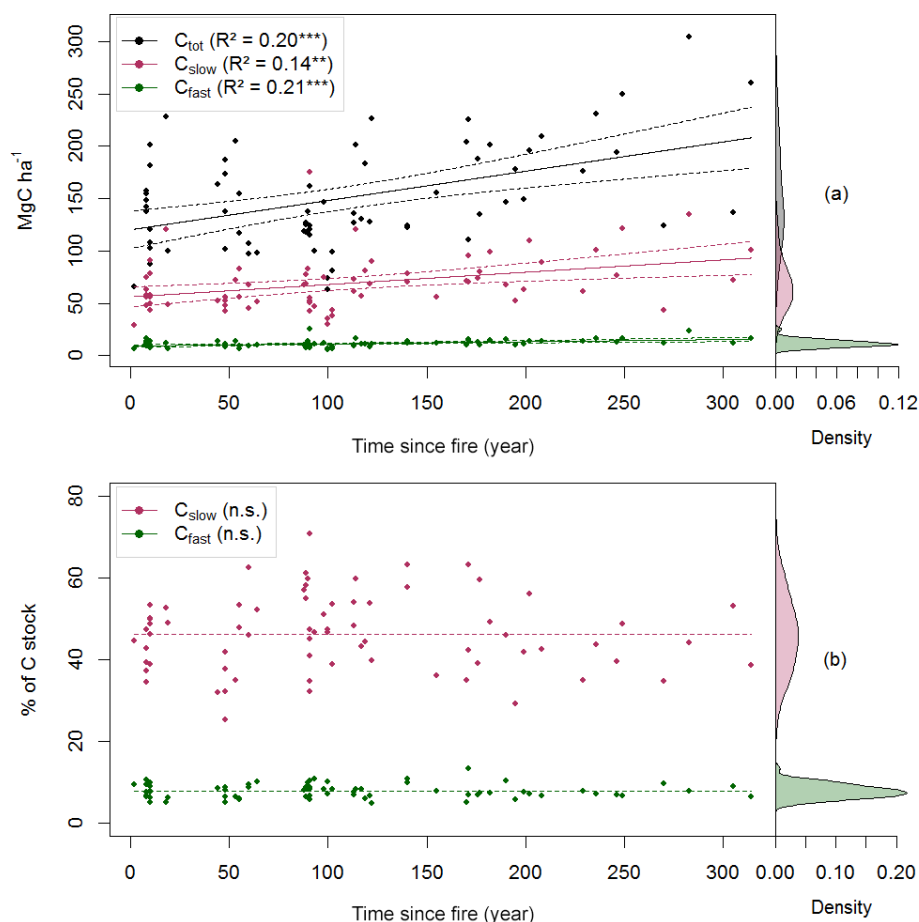 C_tot (R² = 0.20***)
C_slow (R² = 0.14**)
C_fast (R² = 0.21***)
MgC ha⁻¹
300
250
200
150
100
50
0
(a)
0 50 100 150 200 250 300
0.00 0.06 0.12
Time since fire (year)
Density
C_slow (n.s.)
C_fast (n.s.)
% of C stock
80
60
40
20
0
(b)
0 50 100 150 200 250 300
0.00 0.10 0.20
Time since fire (year)
Density